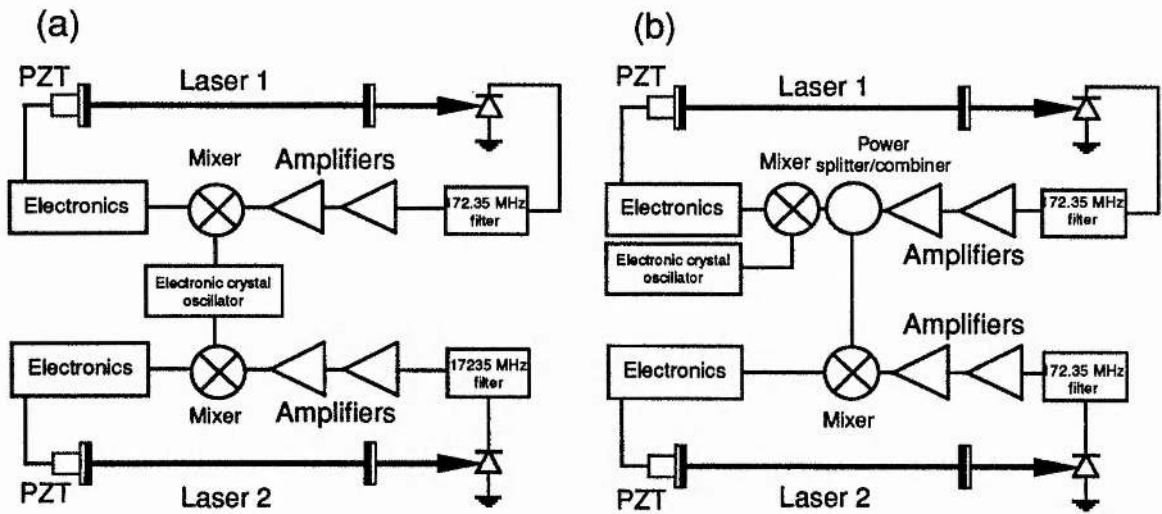 (a)
PZT
Laser 1
Mixer
Amplifiers
Electronics
172.35 MHz
filter
Electronic crystal
oscillator
Electronics
17235 MHz
filter
Mixer
Amplifiers
PZT
Laser 2
(b)
PZT
Laser 1
Mixer
Power
splitter/combiner
Electronics
172.35 MHz
filter
Electronic crystal
oscillator
Amplifiers
Amplifiers
Electronics
172.35 MHz
filter
Mixer
PZT
Laser 2